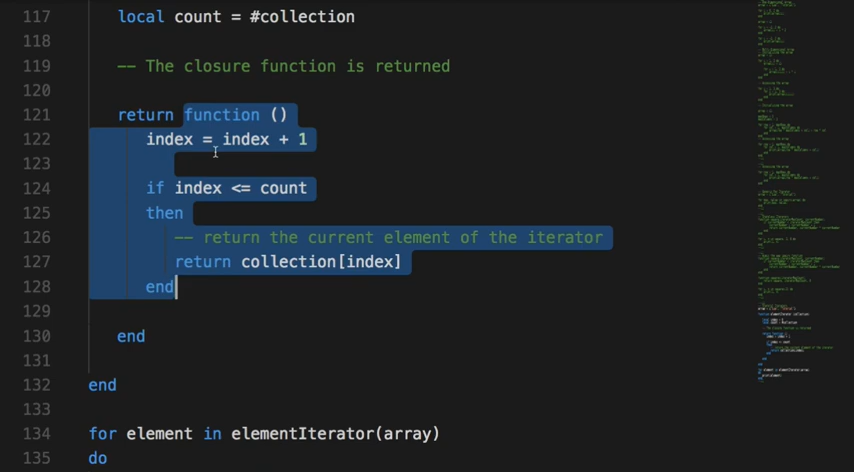 117 local count = #collection
118
119 -- The closure function is returned
120
121 return function ()
122 index = index + 1
123
124 if index <= count
125 then
126 -- return the current element of the iterator
127 return collection[index]
128 end
129
130 end
131
132 end
133
134 for element in elementIterator(array)
135 do